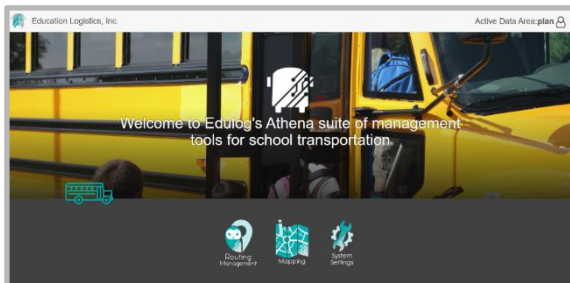 Education Logistics, Inc.
Active Data Area:plan
Welcome to Edulog's Athena suite of management
tools for school transportation
Routing
Management
Mapping
System
Settings